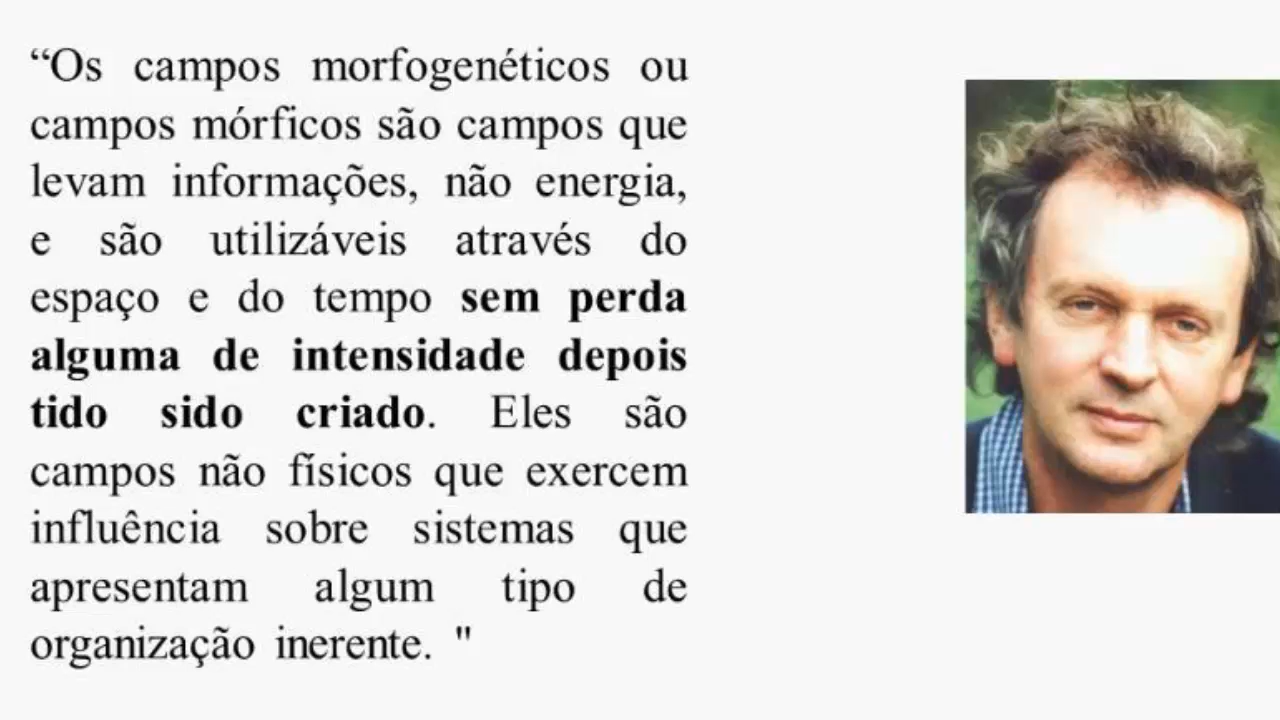 “Os campos morfogenéticos ou
campos mórficos são campos que
levam informações, não energia,
e são utilizáveis através do
espaço e do tempo sem perda
alguma de intensidade depois
tido sido criado. Eles são
campos não físicos que exercem
influência sobre sistemas que
apresentam algum tipo de
organização inerente. "